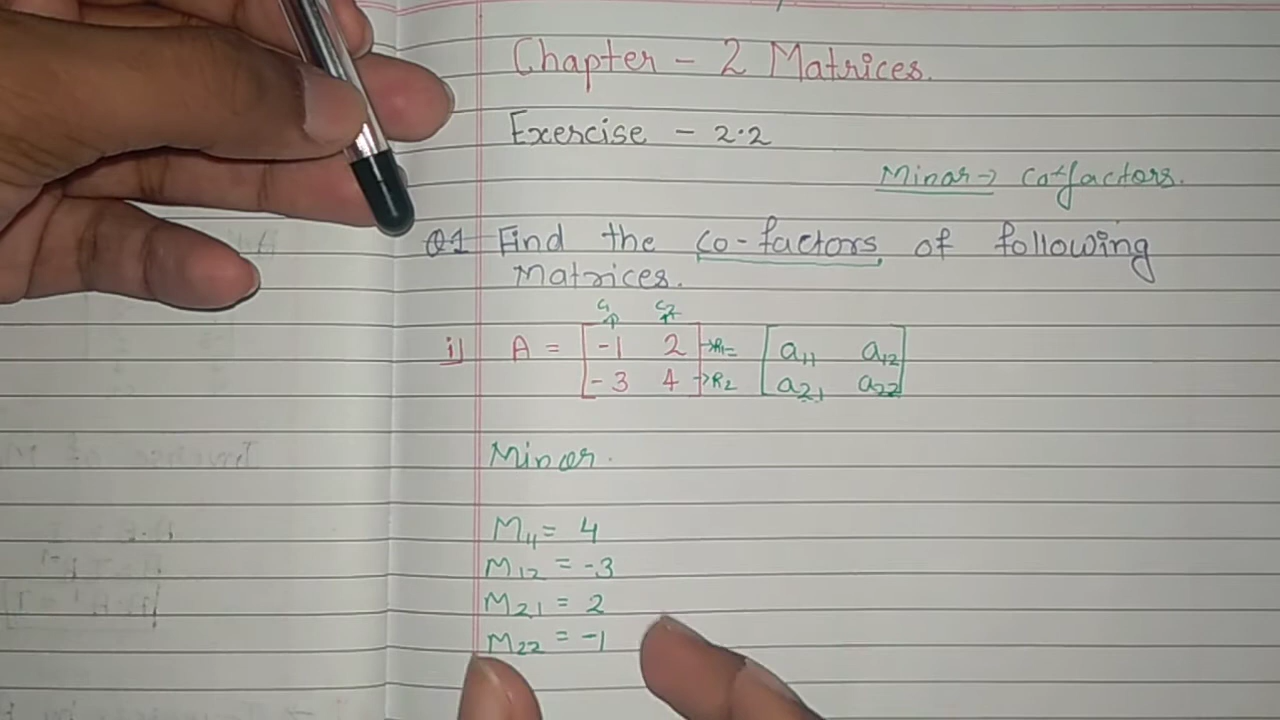 Chapter - 2 Matrices.
Exercise - 2.2
Minor → Co-factors.
Q1 Find the co-factors of following
Matrices.
C1 C2
i) A = [-1 2] → R1 = [a11 a12]
[-3 4] → R2 [a21 a22]
Minor.
M11 = 4
M12 = -3
M21 = 2
M22 = -1